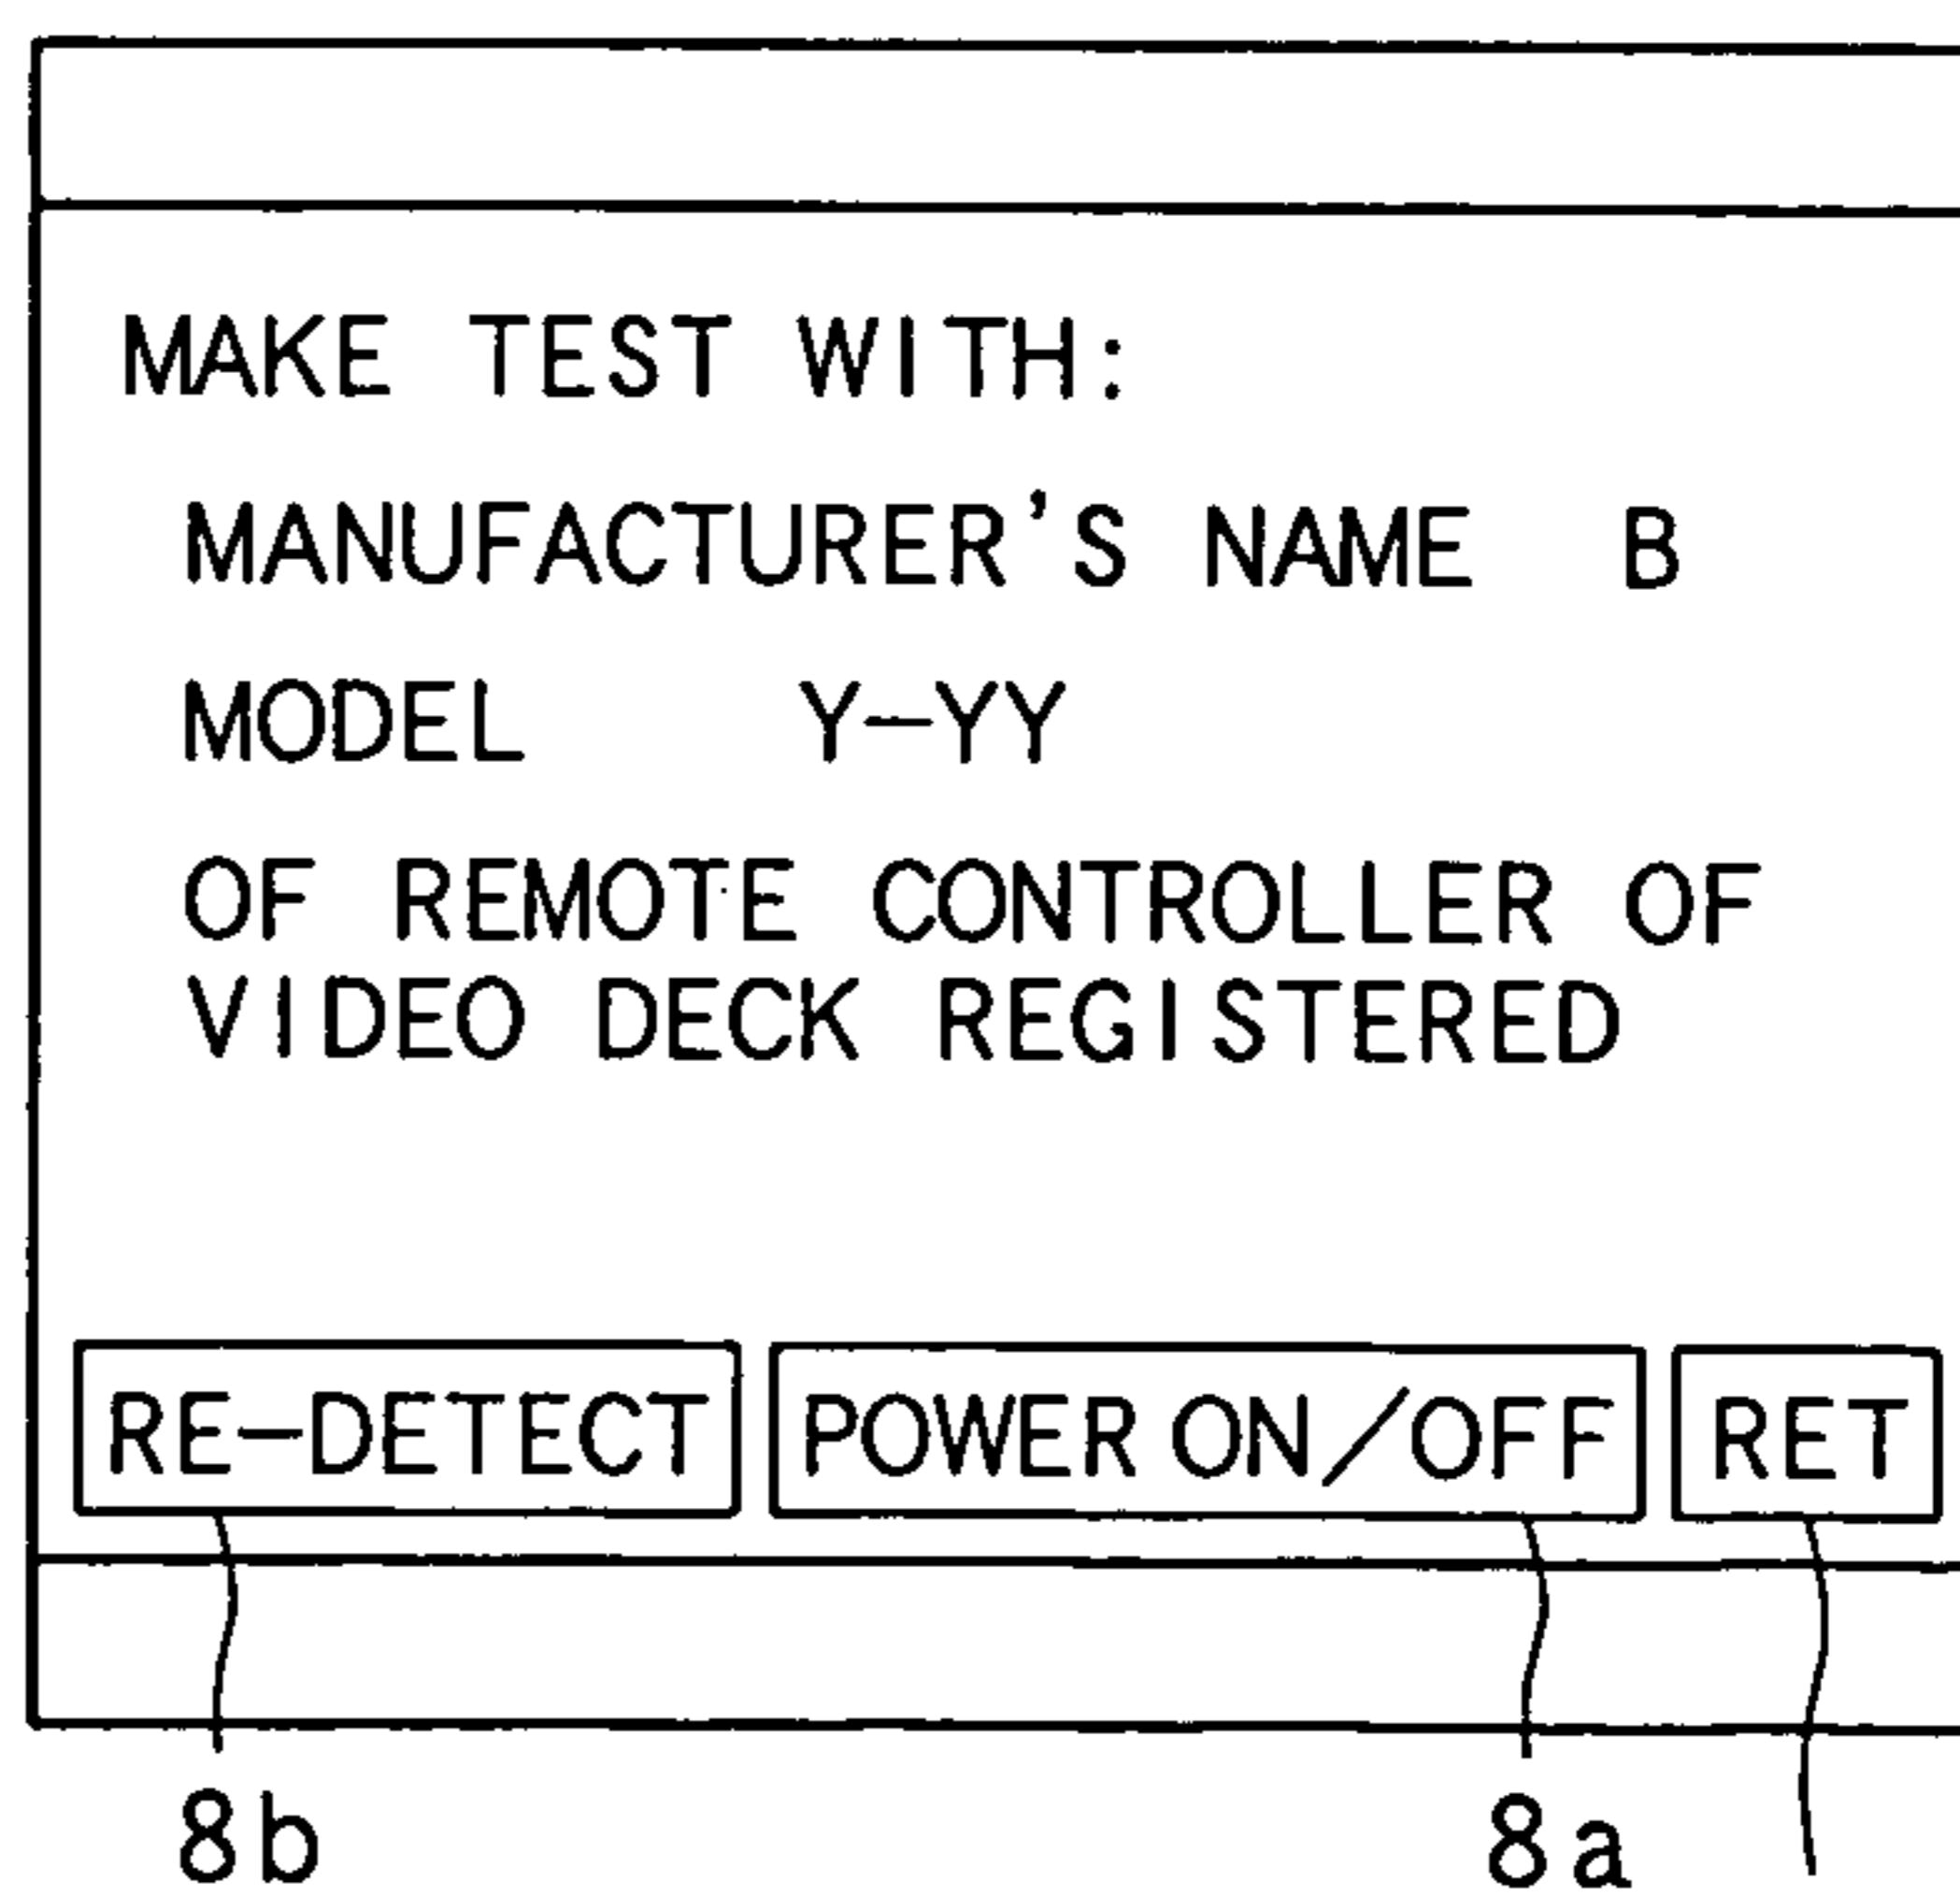 MAKE TEST WITH:
MANUFACTURER'S NAME B
MODEL Y-YY
OF REMOTE CONTROLLER OF
VIDEO DECK REGISTERED
RE-DETECT POWER ON/OFF RET
8b 8a